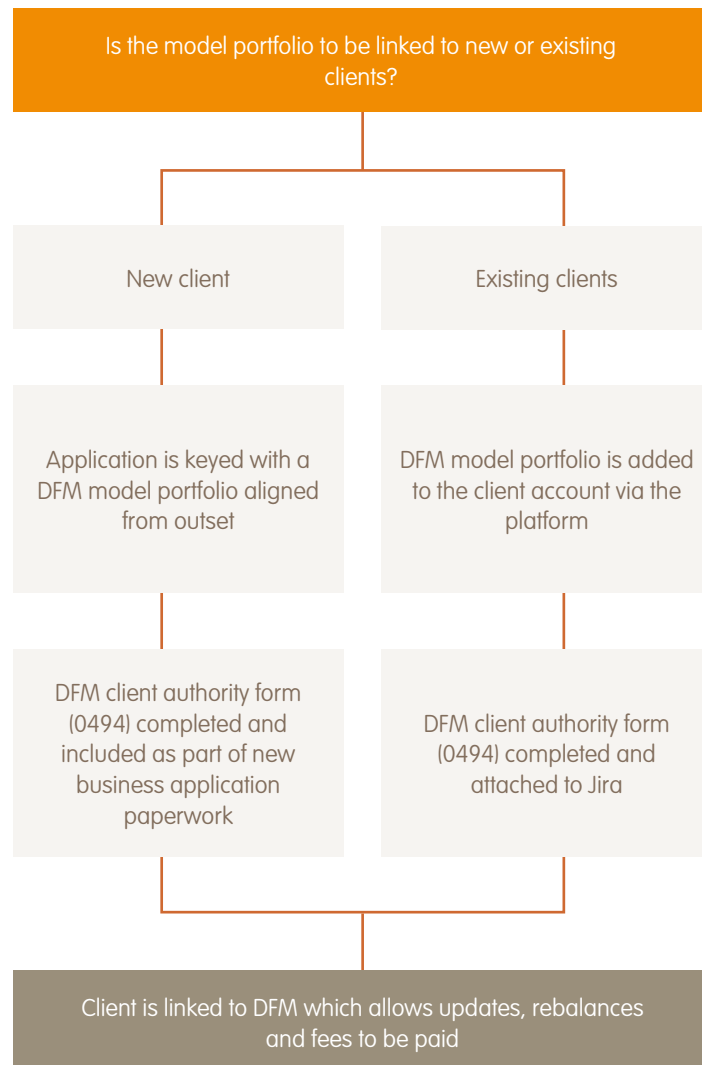 Is the model portfolio to be linked to new or existing
clients?
New client
Existing clients
Application is keyed with a
DFM model portfolio aligned
from outset
DFM model portfolio is added
to the client account via the
platform
DFM client authority form
(0494) completed and
included as part of new
business application
paperwork
DFM client authority form
(0494) completed and
attached to Jira
Client is linked to DFM which allows updates, rebalances
and fees to be paid